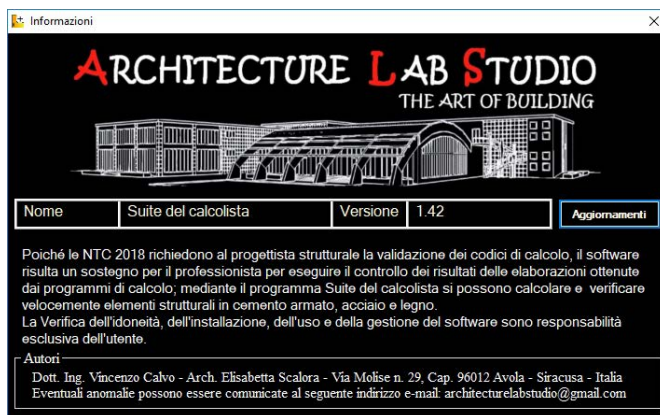 Informazioni
ARCHITECTURE LAB STUDIO
THE ART OF BUILDING
Nome Suite del calcolista Versione 1.42 Aggiornamenti
Poiché le NTC 2018 richiedono al progettista strutturale la validazione dei codici di calcolo, il software
risulta un sostegno per il professionista per eseguire il controllo dei risultati delle elaborazioni ottenute
dai programmi di calcolo; mediante il programma Suite del calcolista si possono calcolare e verificare
velocemente elementi strutturali in cemento armato, acciaio e legno.
La Verifica dell'idoneità, dell'installazione, dell'uso e della gestione del software sono responsabilità
esclusiva dell'utente.
Autori
Dott. Ing. Vincenzo Calvo - Arch. Elisabetta Scalora - Via Molise n. 29, Cap. 96012 Avola - Siracusa - Italia
Eventuali anomalie possono essere comunicate al seguente indirizzo e-mail: architecturelabstudio@gmail.com